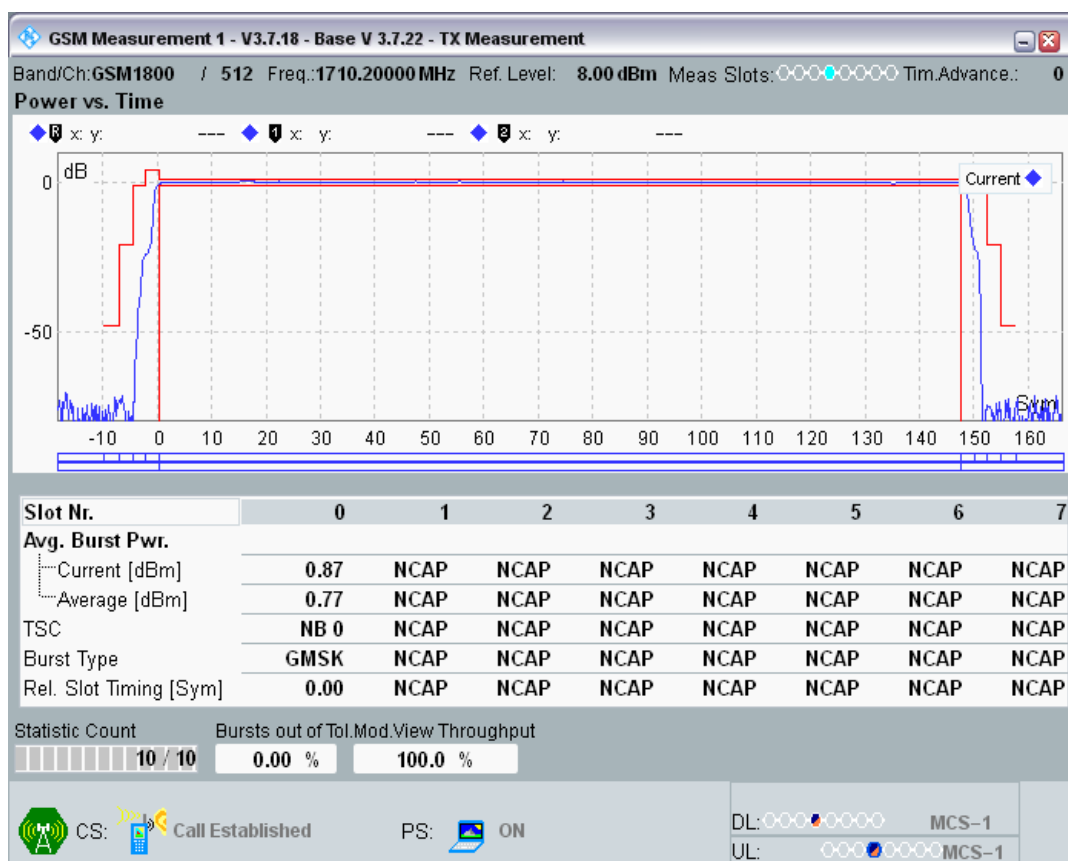 GSM Measurement 1 - V3.7.18 - Base V 3.7.22 - TX Measurement
Band/Ch:GSM1800 / 512 Freq.:1710.20000 MHz Ref. Level: 8.00 dBm Meas Slots: Tim.Advance.: 0
Power vs. Time
R x: y: --- 1 x: y: --- 2 x: y: ---
dB
Current
0
-50
Sym
-10 0 10 20 30 40 50 60 70 80 90 100 110 120 130 140 150 160
Slot Nr. 0 1 2 3 4 5 6 7
Avg. Burst Pwr.
Current [dBm] 0.87 NCAP NCAP NCAP NCAP NCAP NCAP NCAP
Average [dBm] 0.77 NCAP NCAP NCAP NCAP NCAP NCAP NCAP
TSC NB 0 NCAP NCAP NCAP NCAP NCAP NCAP NCAP
Burst Type GMSK NCAP NCAP NCAP NCAP NCAP NCAP NCAP
Rel. Slot Timing [Sym] 0.00 NCAP NCAP NCAP NCAP NCAP NCAP NCAP
Statistic Count Bursts out of Tol. Mod.View Throughput
10 / 10 0.00 % 100.0 %
CS: Call Established PS: ON
DL: MCS-1
UL: MCS-1